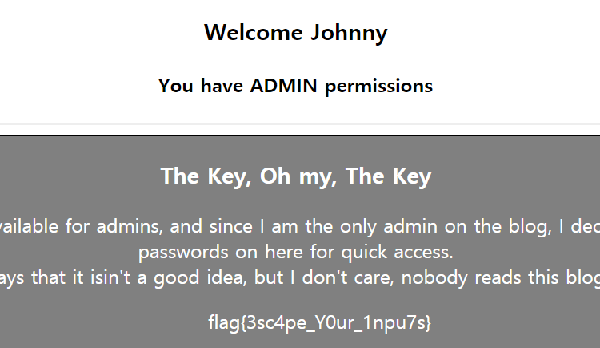 Welcome Johnny
You have ADMIN permissions
The Key, Oh my, The Key
vailable for admins, and since I am the only admin on the blog, I dec
passwords on here for quick access.
ays that it isin't a good idea, but I don't care, nobody reads this blog
flag{3sc4pe_Y0ur_1npu7s}